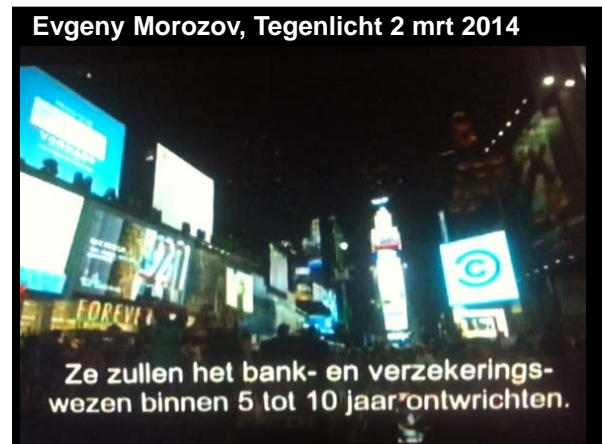 Evgeny Morozov, Tegenlicht 2 mrt 2014
FOREVE
Ze zullen het bank- en verzekerings-
wezen binnen 5 tot 10 jaar ontwrichten.